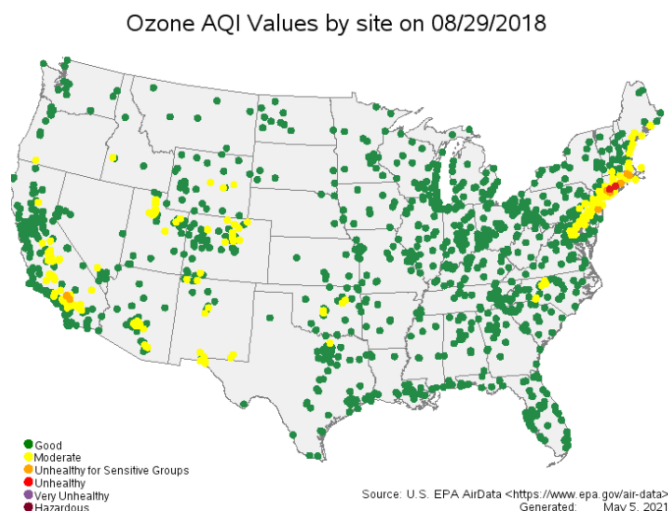 Ozone AQI Values by site on 08/29/2018
Good
Moderate
Unhealthy for Sensitive Groups
Unhealthy
Very Unhealthy
Hazardous
Source: U.S. EPA AirData <https://www.epa.gov/air-data>
Generated: May 5, 2021